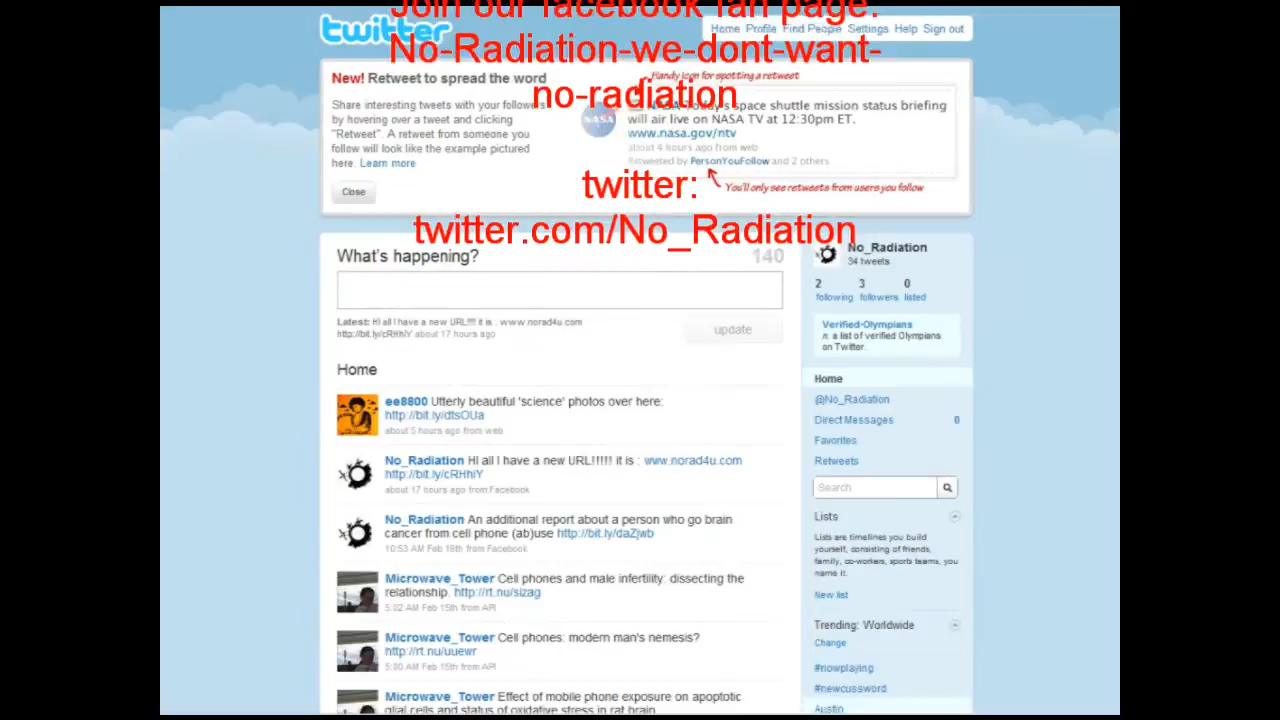 Join our facebook fan page:
No-Radiation-we-dont-want-
no-radiation
twitter:
twitter.com/No_Radiation
twitter
Home Profile Find People Settings Help Sign out
New! Retweet to spread the word
Share interesting tweets with your followers
by hovering over a tweet and clicking
"Retweet". A retweet from someone you
follow will look like the example pictured
here. Learn more
Close
Handy icon for spotting a retweet
NASA
NASA Today's space shuttle mission status briefing
will air live on NASA TV at 12:30pm ET.
www.nasa.gov/ntv
about 4 hours ago from web
Retweeted by PersonYouFollow and 2 others
You'll only see retweets from users you follow
What's happening? 140
Latest: HI all I have a new URL!!!! it is . www.norad4u.com
http://bit.ly/cRHhiY about 17 hours ago
update
Home
ee8800 Utterly beautiful 'science' photos over here:
http://bit.ly/dtsOUa
about 5 hours ago from web
No_Radiation HI all I have a new URL!!!!! it is : www.norad4u.com
http://bit.ly/cRHhiY
about 17 hours ago from Facebook
No_Radiation An additional report about a person who go brain
cancer from cell phone (ab)use http://bit.ly/daZjwb
10:53 AM Feb 18th from Facebook
Microwave_Tower Cell phones and male infertility: dissecting the
relationship. http://rt.nu/sizag
5:02 AM Feb 15th from API
Microwave_Tower Cell phones: modern man's nemesis?
http://rt.nu/uuewr
5:00 AM Feb 15th from API
Microwave_Tower Effect of mobile phone exposure on apoptotic
glial cells and status of oxidative stress in rat brain
No_Radiation
34 tweets
2 3 0
following followers listed
Verified-Olympians
n. a list of verified Olympians
on Twitter.
Home
@No_Radiation
Direct Messages 0
Favorites
Retweets
Search
Lists
Lists are timelines you build
yourself, consisting of friends,
family, co-workers, sports teams, you
name it.
New list
Trending: Worldwide
Change
#nowplaying
#newcussword
Austin